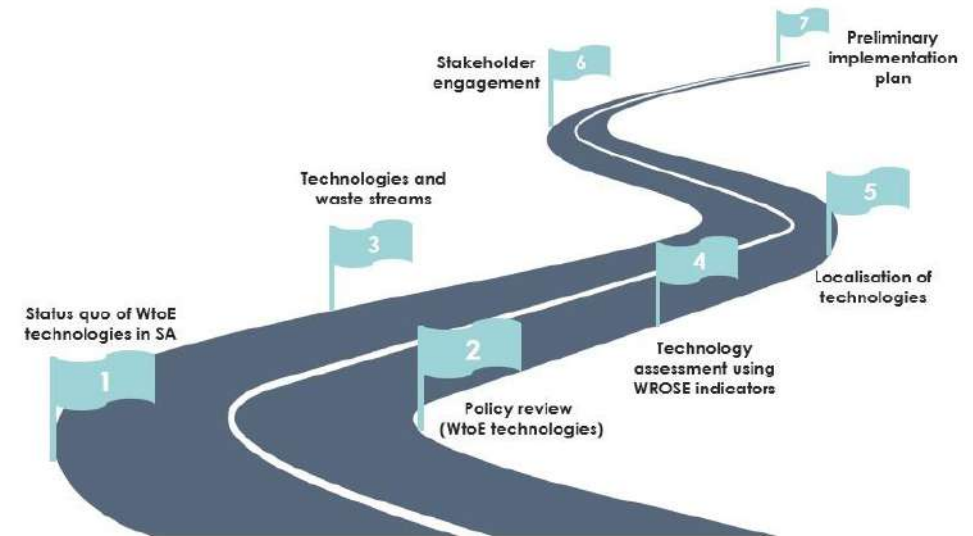 1
Status quo of WtoE
technologies in SA
2
Policy review
(WtoE technologies)
3
Technologies and
waste streams
4
Technology
assessment using
WROSE indicators
5
Localisation of
technologies
6
Stakeholder
engagement
7
Preliminary
implementation
plan